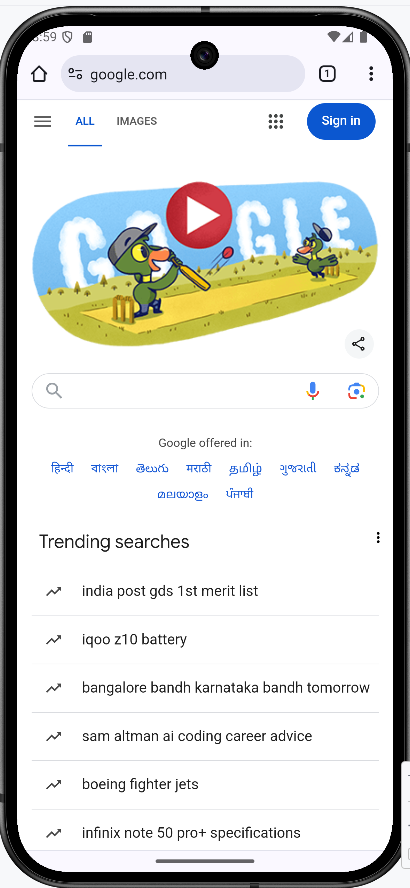 :59
google.com
1
ALL IMAGES
Sign in
GOOGLE
Google offered in:
हिन्दी বাংলা తెలుగు मराठी தமிழ் ગુજરાતી ಕನ್ನಡ
മലയാളം ਪੰਜਾਬੀ
Trending searches
india post gds 1st merit list
iqoo z10 battery
bangalore bandh karnataka bandh tomorrow
sam altman ai coding career advice
boeing fighter jets
infinix note 50 pro+ specifications